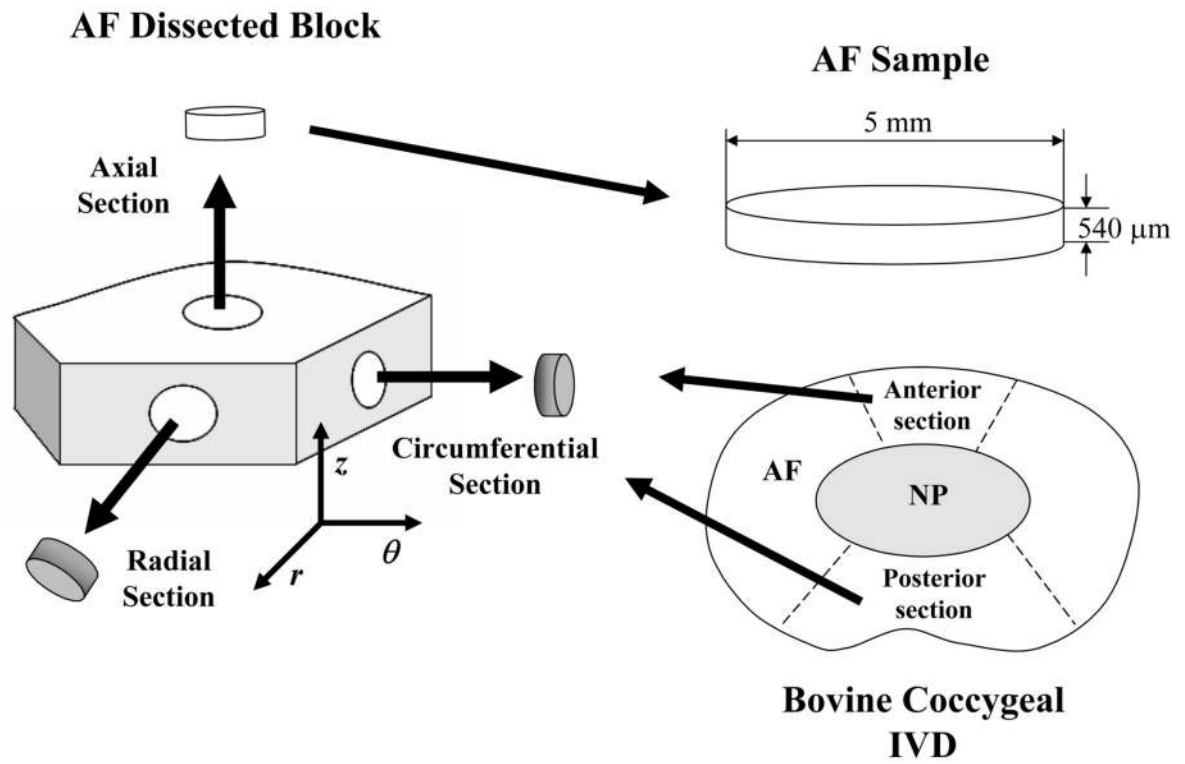 AF Dissected Block
AF Sample
5 mm
540 μm
Axial
Section
Circumferential
Section
z
θ
r
Radial
Section
Anterior
section
AF
NP
Posterior
section
Bovine Coccygeal
IVD